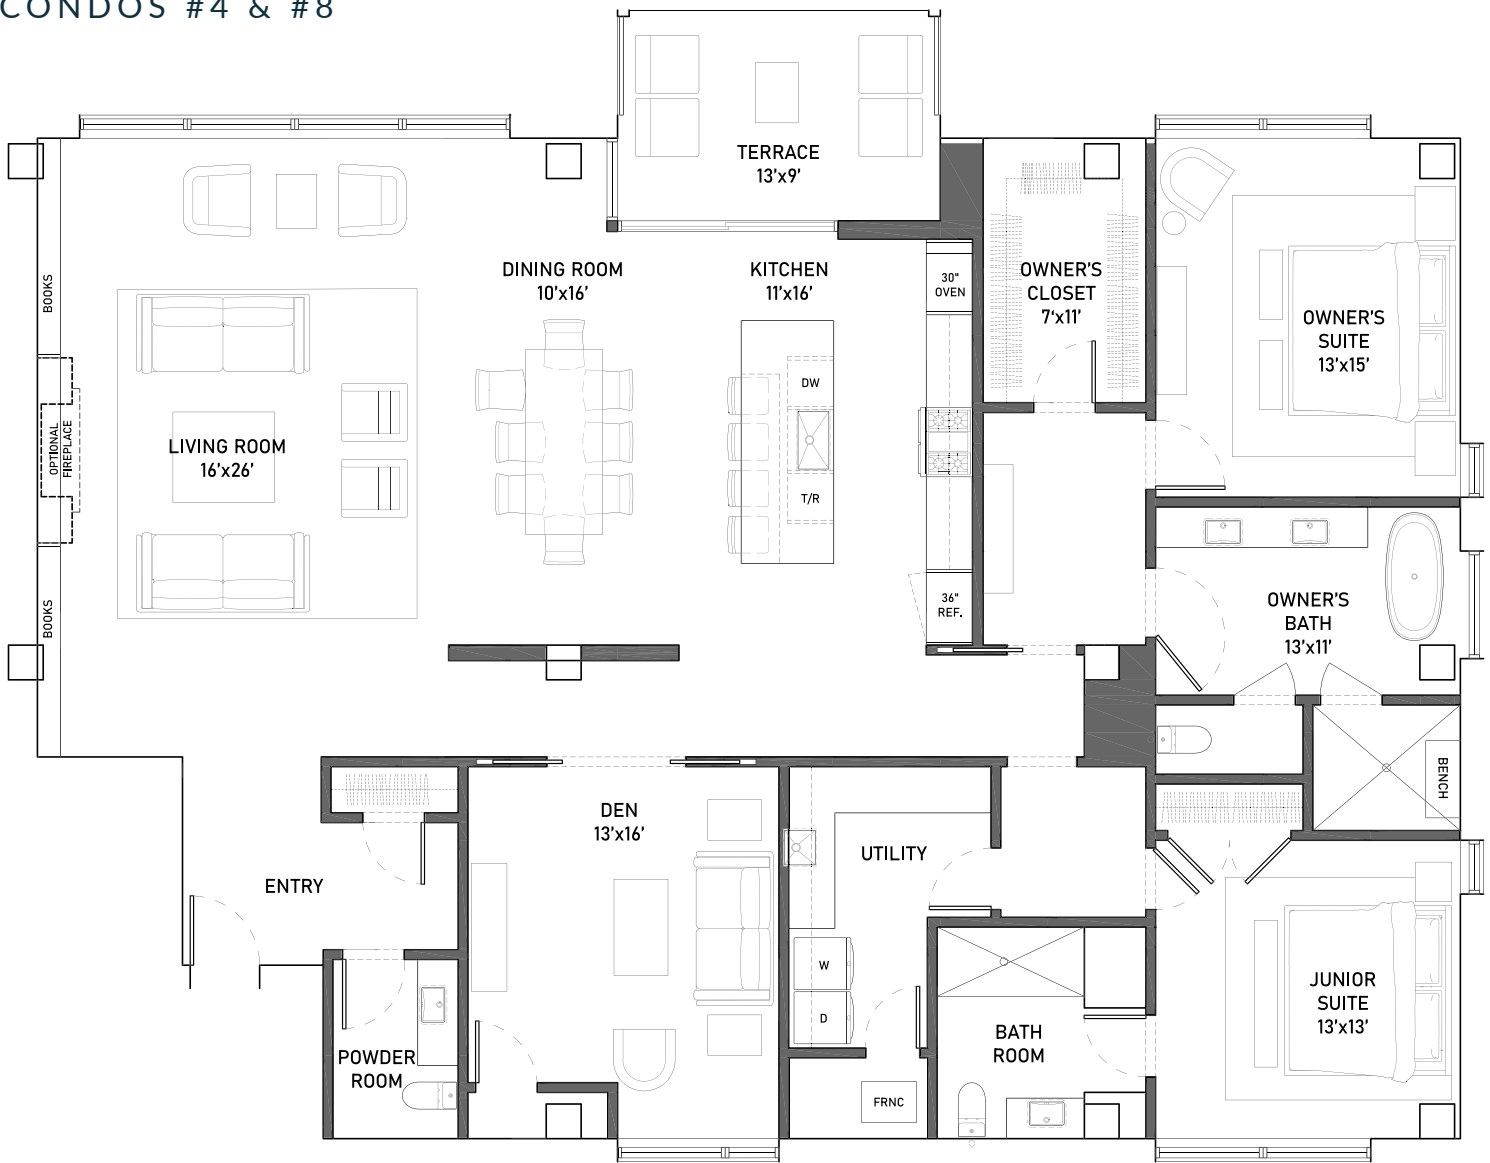 CONDOS #4 & #8
TERRACE
13'x9'
BOOKS
DINING ROOM
10'x16'
KITCHEN
11'x16'
30"
OVEN
OWNER'S
CLOSET
7'x11'
OWNER'S
SUITE
13'x15'
DW
OPTIONAL
FIREPLACE
LIVING ROOM
16'x26'
T/R
BOOKS
36"
REF.
OWNER'S
BATH
13'x11'
BENCH
DEN
13'x16'
UTILITY
ENTRY
W
D
JUNIOR
SUITE
13'x13'
BATH
ROOM
POWDER
ROOM
FRNC